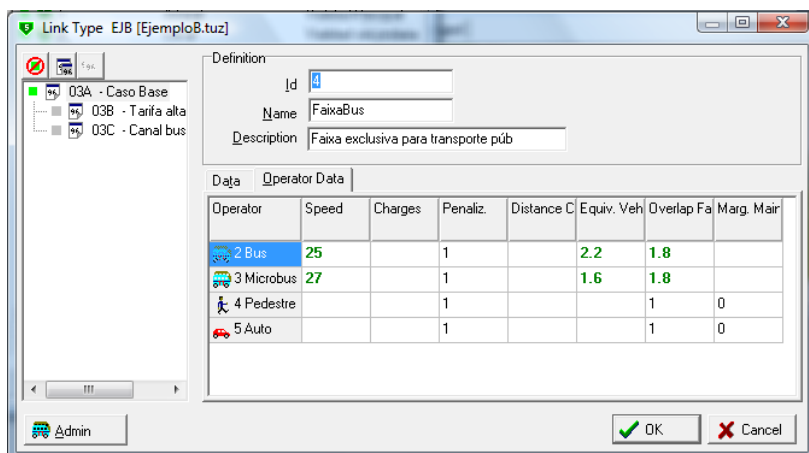 Link Type EJB [EjemploB.tuz]
03A - Caso Base
03B - Tarifa alta
03C - Canal bus
Definition
Id 4
Name FaixaBus
Description Faixa exclusiva para transporte púb
Data Operator Data
Operator Speed Charges Penaliz. Distance C Equiv. Veh Overlap Fa Marg. Mair
2 Bus 25 1 2.2 1.8
3 Microbus 27 1 1.6 1.8
4 Pedestre 1 1 0
5 Auto 1 1 0
Admin OK Cancel